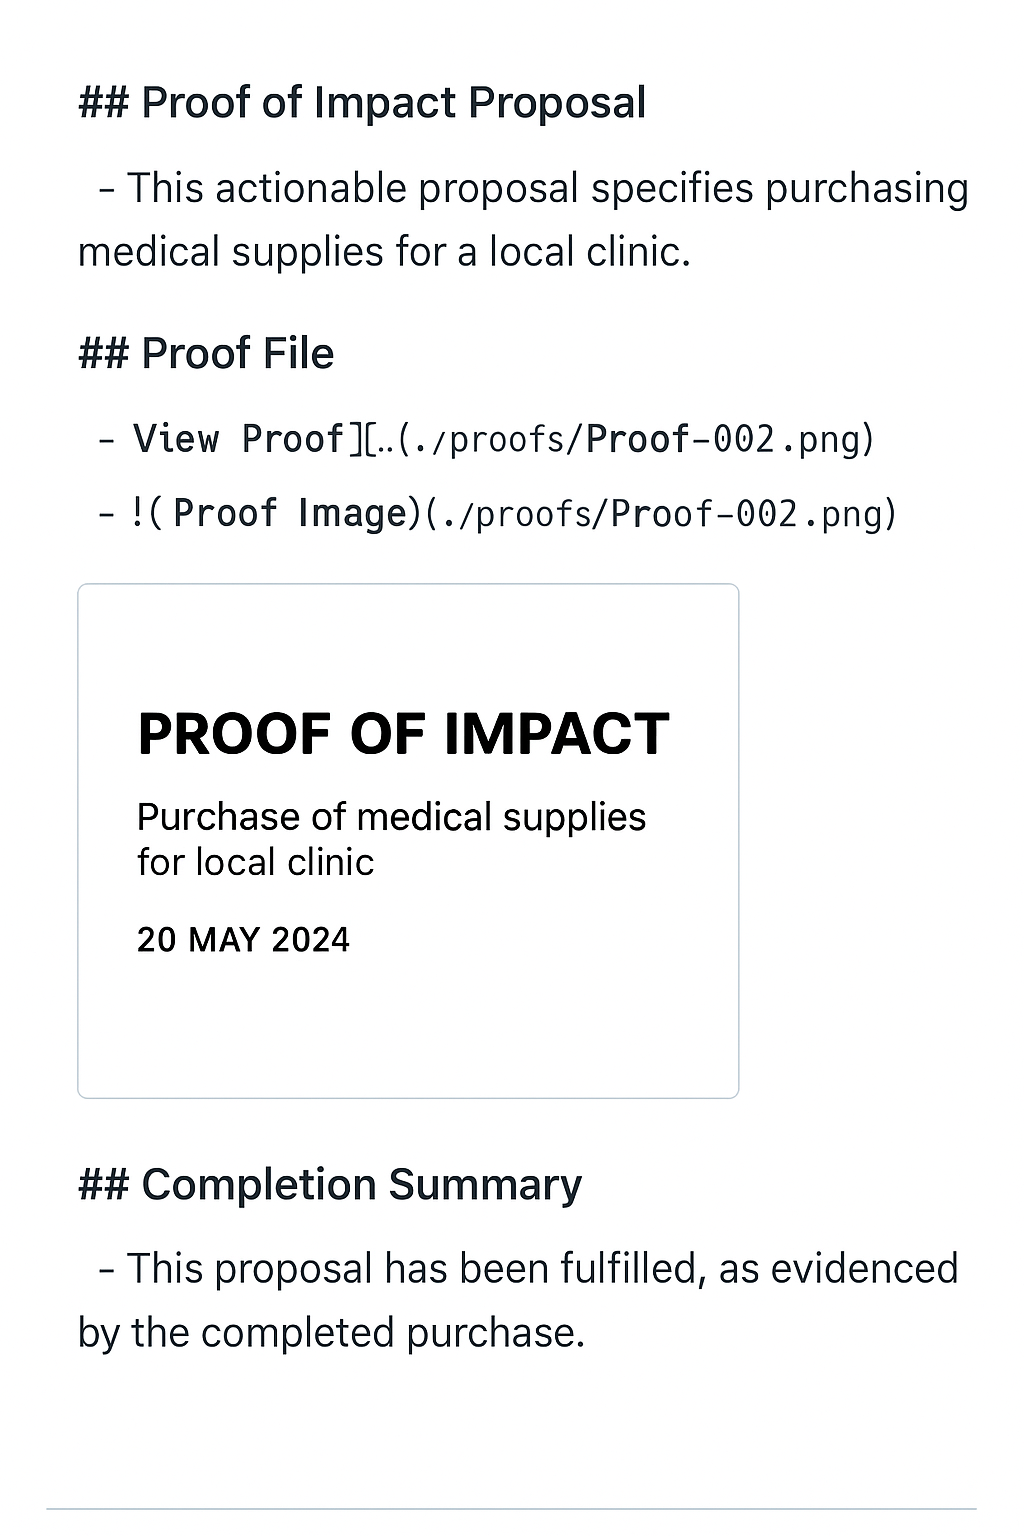 ## Proof of Impact Proposal
- This actionable proposal specifies purchasing
medical supplies for a local clinic.
## Proof File
- View Proof][..(./proofs/Proof-002.png)
- !( Proof Image)(./proofs/Proof-002.png)
PROOF OF IMPACT
Purchase of medical supplies
for local clinic
20 MAY 2024
## Completion Summary
- This proposal has been fulfilled, as evidenced
by the completed purchase.